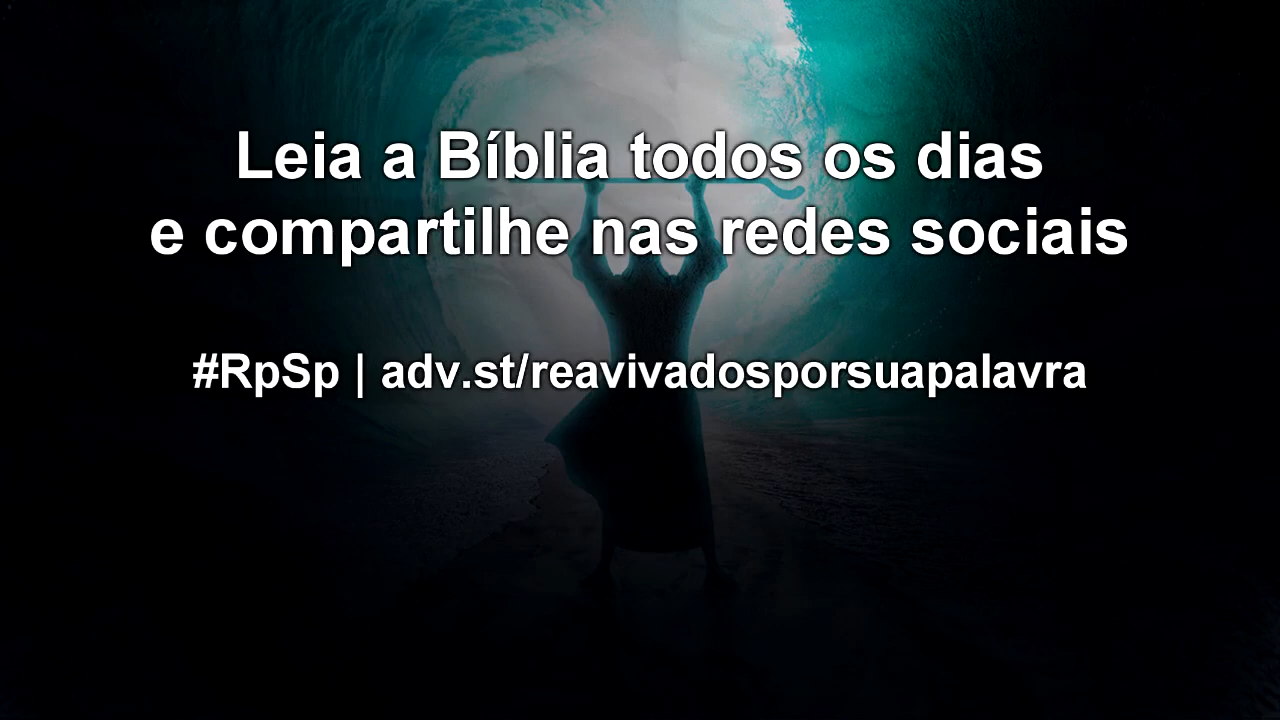 Leia a Bíblia todos os dias
e compartilhe nas redes sociais
#RpSp | adv.st/reavivadosporsuapalavra